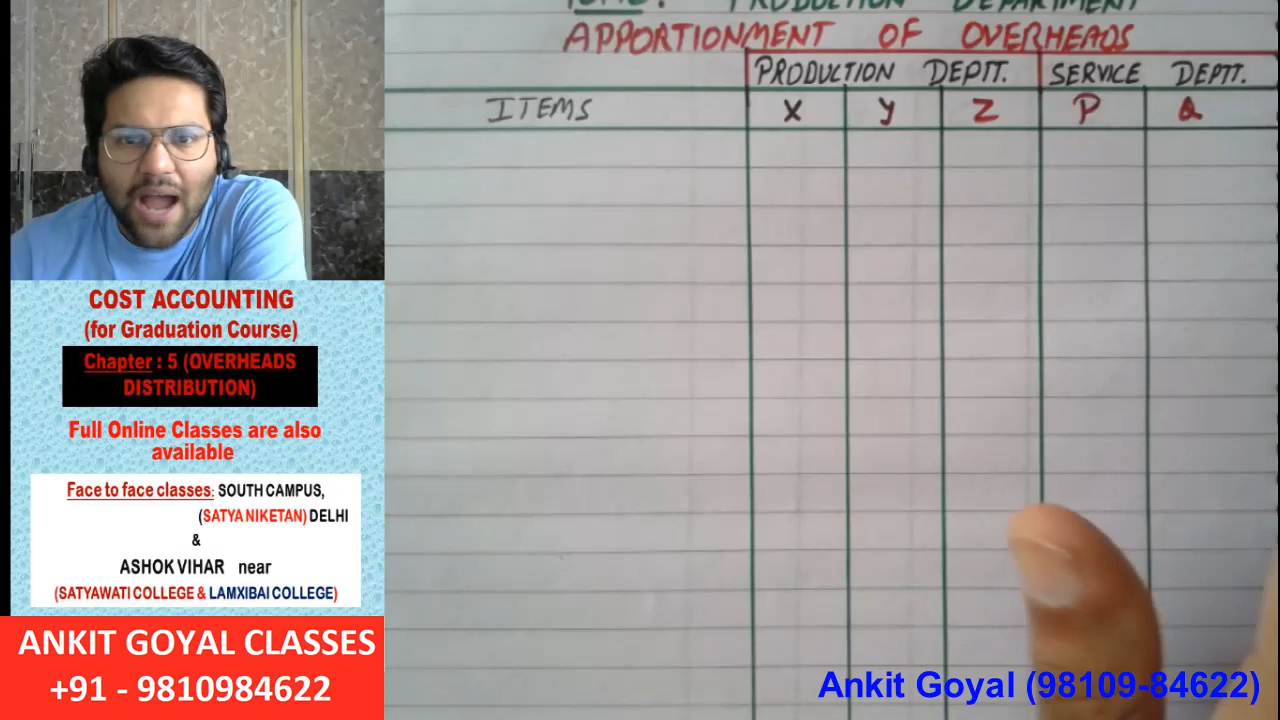 COST ACCOUNTING
(for Graduation Course)
Chapter : 5 (OVERHEADS
DISTRIBUTION)
Full Online Classes are also
available
Face to face classes: SOUTH CAMPUS,
(SATYA NIKETAN) DELHI
&
ASHOK VIHAR near
(SATYAWATI COLLEGE & LAMXIBAI COLLEGE)
ANKIT GOYAL CLASSES
+91 - 9810984622
PRODUCTION DEPARTMENT
APPORTIONMENT OF OVERHEADS
PRODUCTION DEPTT. SERVICE DEPTT.
ITEMS X Y Z P Q
Ankit Goyal (98109-84622)